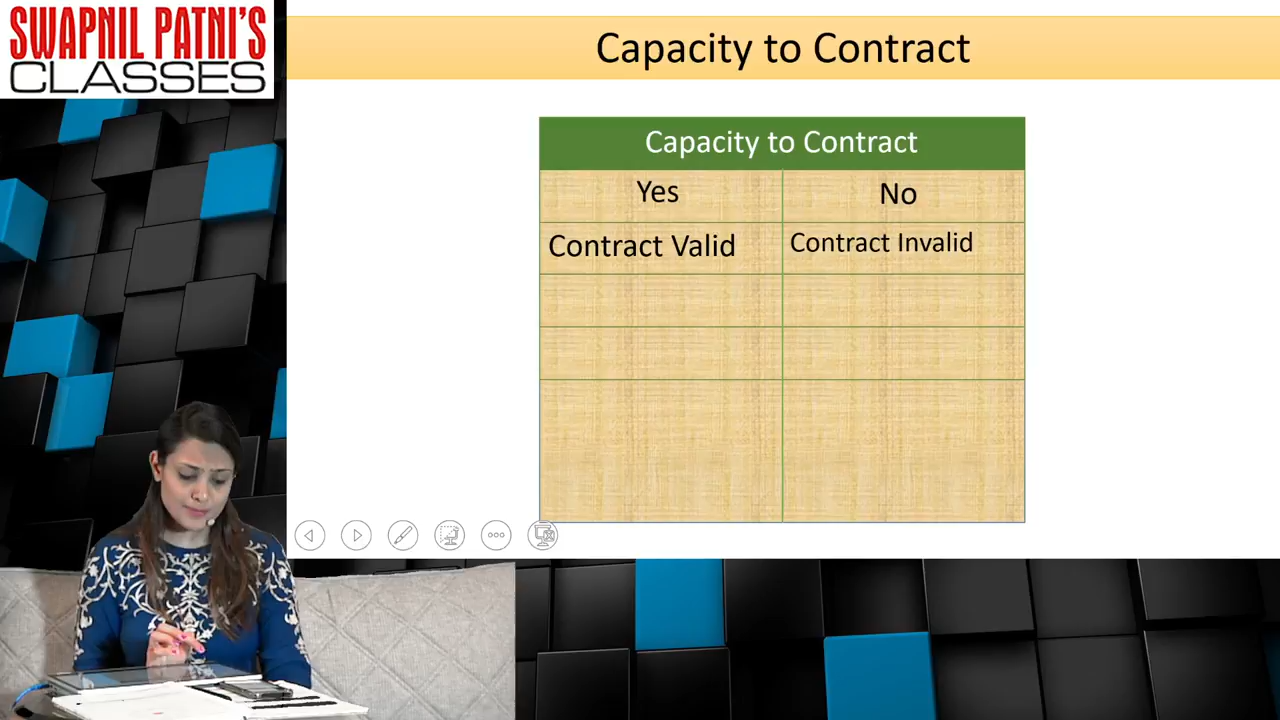 SWAPNIL PATNI'S
CLASSES
Capacity to Contract
Capacity to Contract
Yes No
Contract Valid Contract Invalid